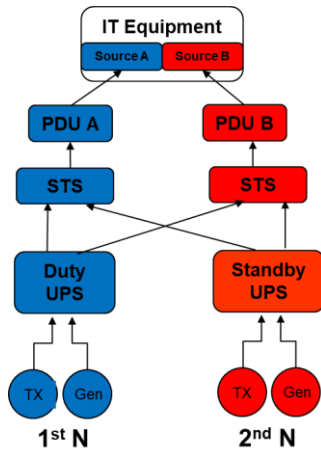 IT Equipment
Source A Source B
PDU A PDU B
STS STS
Duty Standby
UPS UPS
TX Gen TX Gen
1st N 2nd N